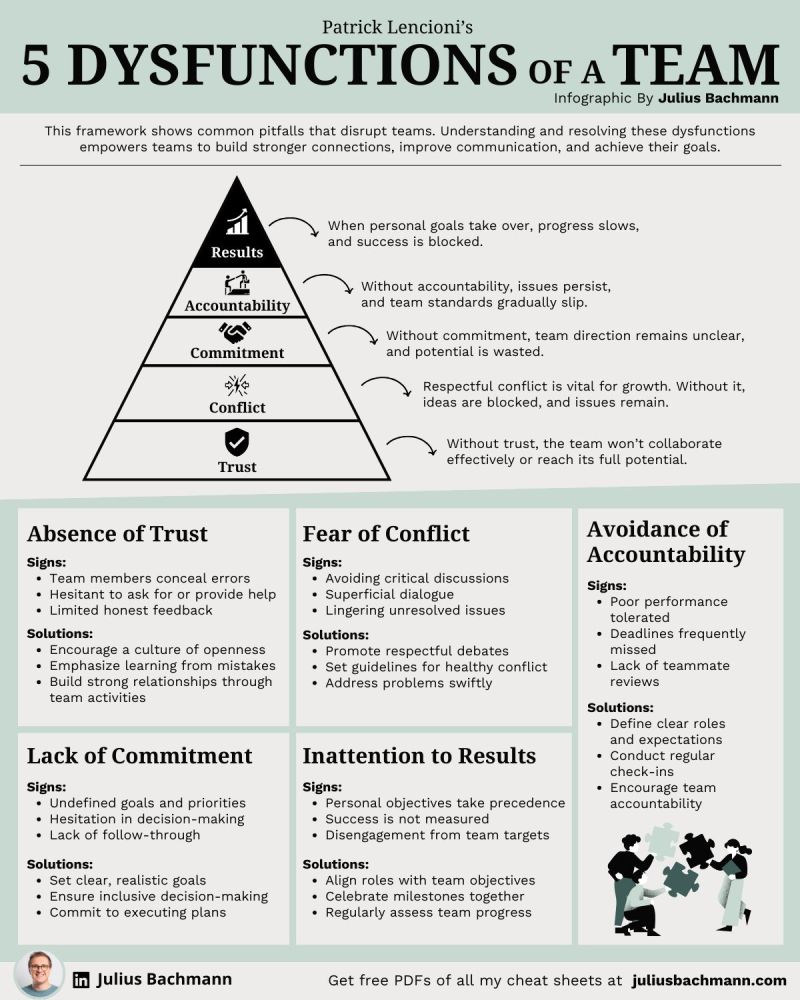 Patrick Lencioni's
5 DYSFUNCTIONS OF A TEAM
Infographic By Julius Bachmann
This framework shows common pitfalls that disrupt teams. Understanding and resolving these dysfunctions
empowers teams to build stronger connections, improve communication, and achieve their goals.
Results
When personal goals take over, progress slows,
and success is blocked.
Accountability
Without accountability, issues persist,
and team standards gradually slip.
Commitment
Without commitment, team direction remains unclear,
and potential is wasted.
Conflict
Respectful conflict is vital for growth. Without it,
ideas are blocked, and issues remain.
Trust
Without trust, the team won't collaborate
effectively or reach its full potential.
Absence of Trust
Signs:
• Team members conceal errors
• Hesitant to ask for or provide help
• Limited honest feedback
Solutions:
• Encourage a culture of openness
• Emphasize learning from mistakes
• Build strong relationships through
team activities
Fear of Conflict
Signs:
• Avoiding critical discussions
• Superficial dialogue
• Lingering unresolved issues
Solutions:
• Promote respectful debates
• Set guidelines for healthy conflict
• Address problems swiftly
Avoidance of
Accountability
Signs:
• Poor performance
tolerated
• Deadlines frequently
missed
• Lack of teammate
reviews
Solutions:
• Define clear roles
and expectations
• Conduct regular
check-ins
• Encourage team
accountability
Lack of Commitment
Signs:
• Undefined goals and priorities
• Hesitation in decision-making
• Lack of follow-through
Solutions:
• Set clear, realistic goals
• Ensure inclusive decision-making
• Commit to executing plans
Inattention to Results
Signs:
• Personal objectives take precedence
• Success is not measured
• Disengagement from team targets
Solutions:
• Align roles with team objectives
• Celebrate milestones together
• Regularly assess team progress
in Julius Bachmann
Get free PDFs of all my cheat sheets at juliusbachmann.com